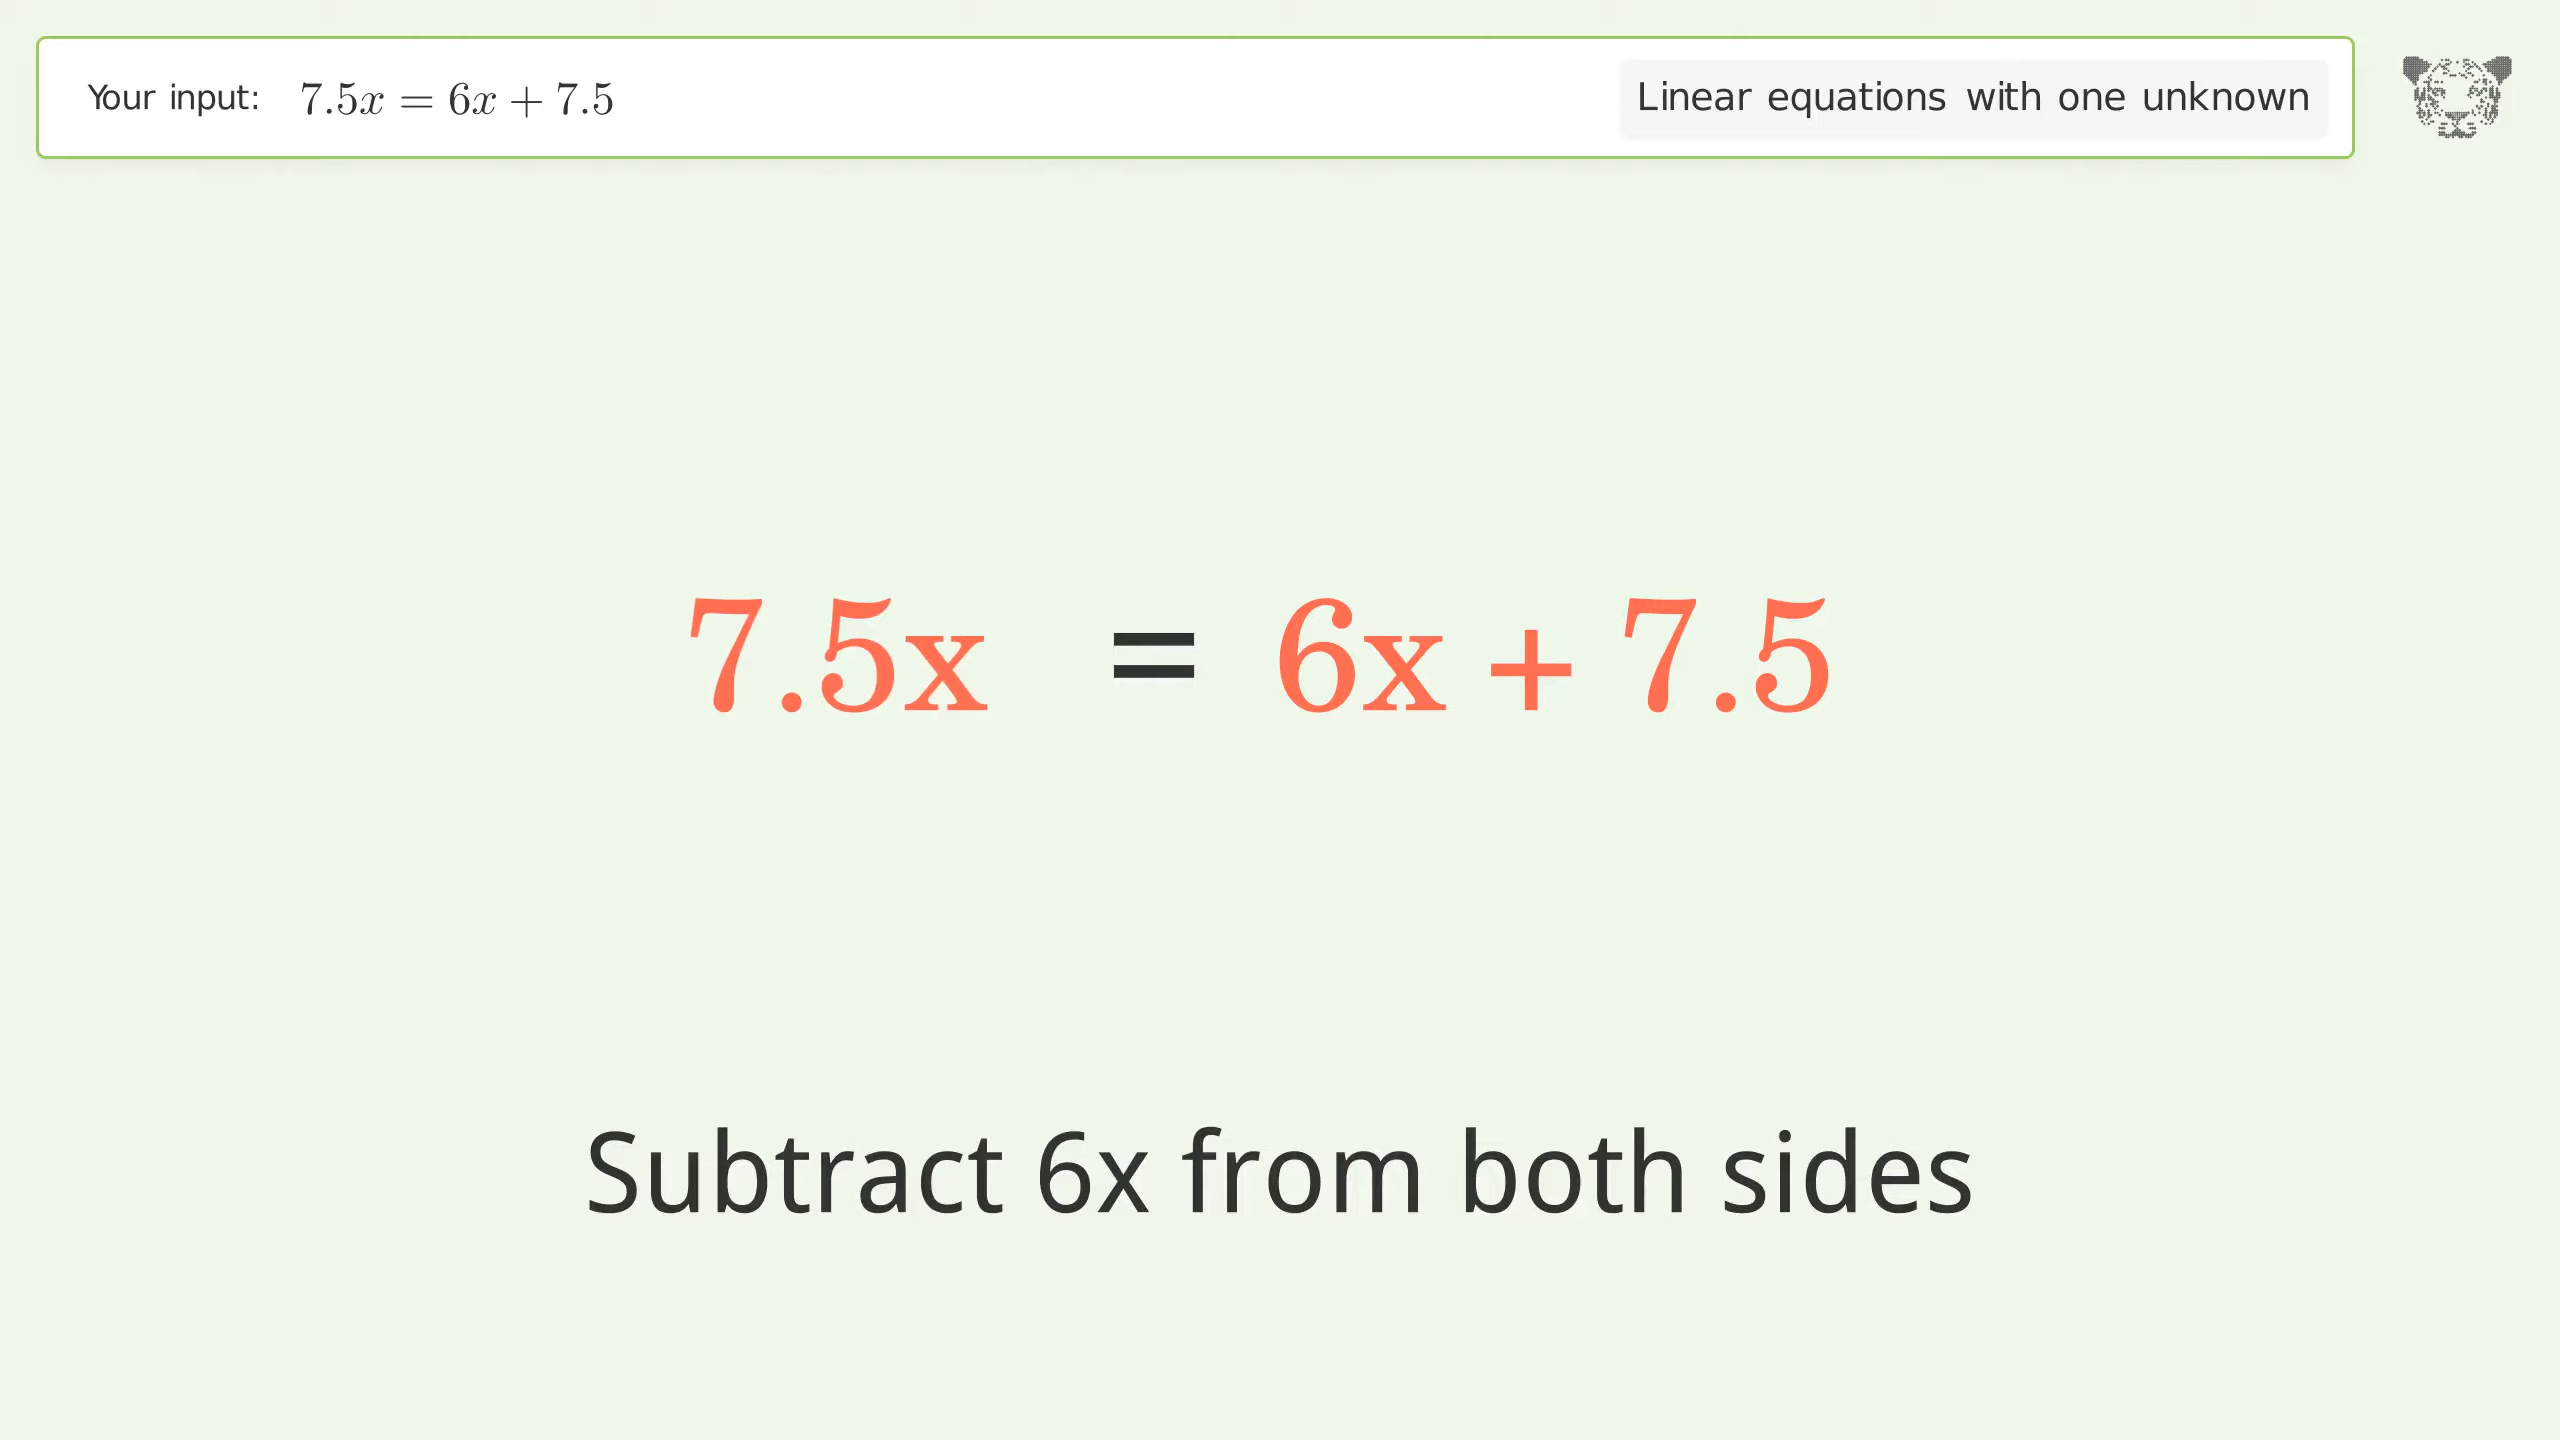 Your input: 7.5x = 6x + 7.5
Linear equations with one unknown
7.5x = 6x + 7.5
Subtract 6x from both sides